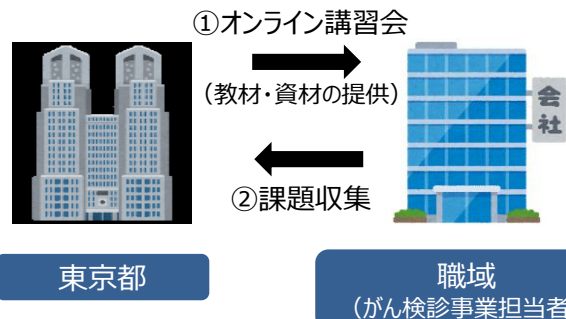 ①オンライン講習会
(教材・資材の提供)
会社
②課題収集
東京都
職域
(がん検診事業担当者